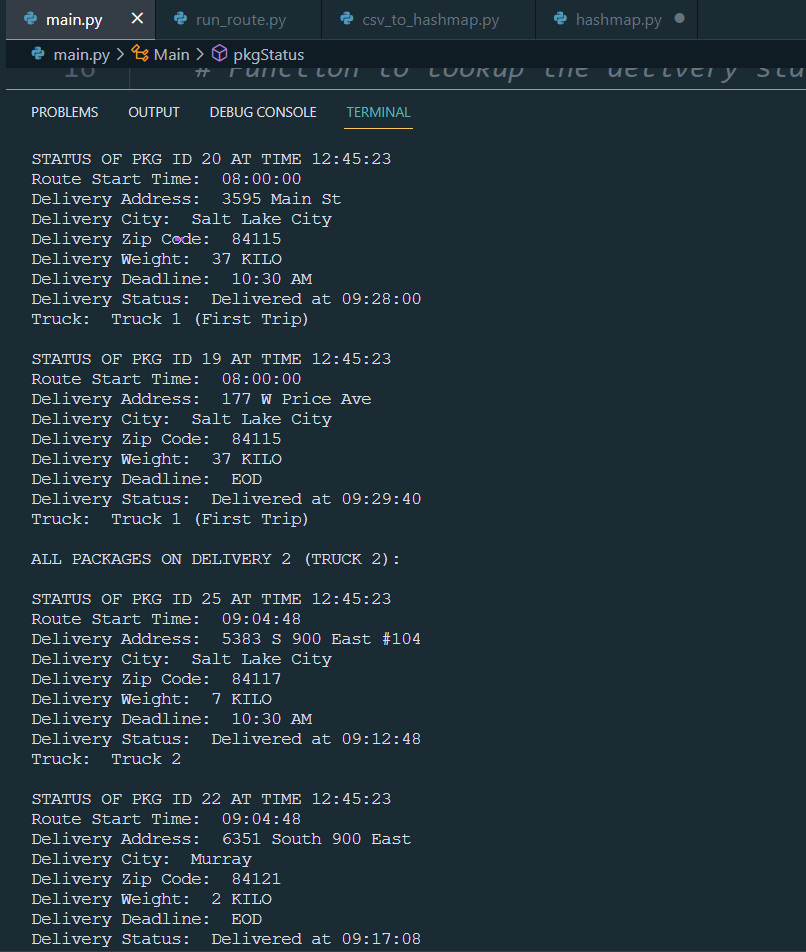 main.py
run_route.py
csv_to_hashmap.py
hashmap.py
main.py > Main > pkgStatus
16 # Function to lookup the delivery sta
PROBLEMS OUTPUT DEBUG CONSOLE TERMINAL
STATUS OF PKG ID 20 AT TIME 12:45:23
Route Start Time: 08:00:00
Delivery Address: 3595 Main St
Delivery City: Salt Lake City
Delivery Zip Code: 84115
Delivery Weight: 37 KILO
Delivery Deadline: 10:30 AM
Delivery Status: Delivered at 09:28:00
Truck: Truck 1 (First Trip)
STATUS OF PKG ID 19 AT TIME 12:45:23
Route Start Time: 08:00:00
Delivery Address: 177 W Price Ave
Delivery City: Salt Lake City
Delivery Zip Code: 84115
Delivery Weight: 37 KILO
Delivery Deadline: EOD
Delivery Status: Delivered at 09:29:40
Truck: Truck 1 (First Trip)
ALL PACKAGES ON DELIVERY 2 (TRUCK 2):
STATUS OF PKG ID 25 AT TIME 12:45:23
Route Start Time: 09:04:48
Delivery Address: 5383 S 900 East #104
Delivery City: Salt Lake City
Delivery Zip Code: 84117
Delivery Weight: 7 KILO
Delivery Deadline: 10:30 AM
Delivery Status: Delivered at 09:12:48
Truck: Truck 2
STATUS OF PKG ID 22 AT TIME 12:45:23
Route Start Time: 09:04:48
Delivery Address: 6351 South 900 East
Delivery City: Murray
Delivery Zip Code: 84121
Delivery Weight: 2 KILO
Delivery Deadline: EOD
Delivery Status: Delivered at 09:17:08